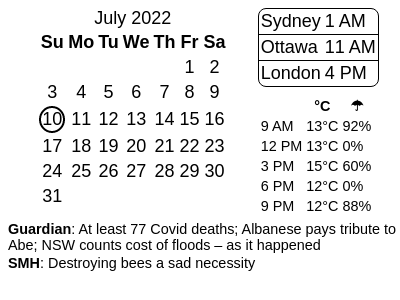 July 2022
Su Mo Tu We Th Fr Sa
1 2
3 4 5 6 7 8 9
10 11 12 13 14 15 16
17 18 19 20 21 22 23
24 25 26 27 28 29 30
31
Sydney 1 AM
Ottawa 11 AM
London 4 PM
°C ☂
9 AM 13°C 92%
12 PM 13°C 0%
3 PM 15°C 60%
6 PM 12°C 0%
9 PM 12°C 88%
Guardian: At least 77 Covid deaths; Albanese pays tribute to
Abe; NSW counts cost of floods – as it happened
SMH: Destroying bees a sad necessity